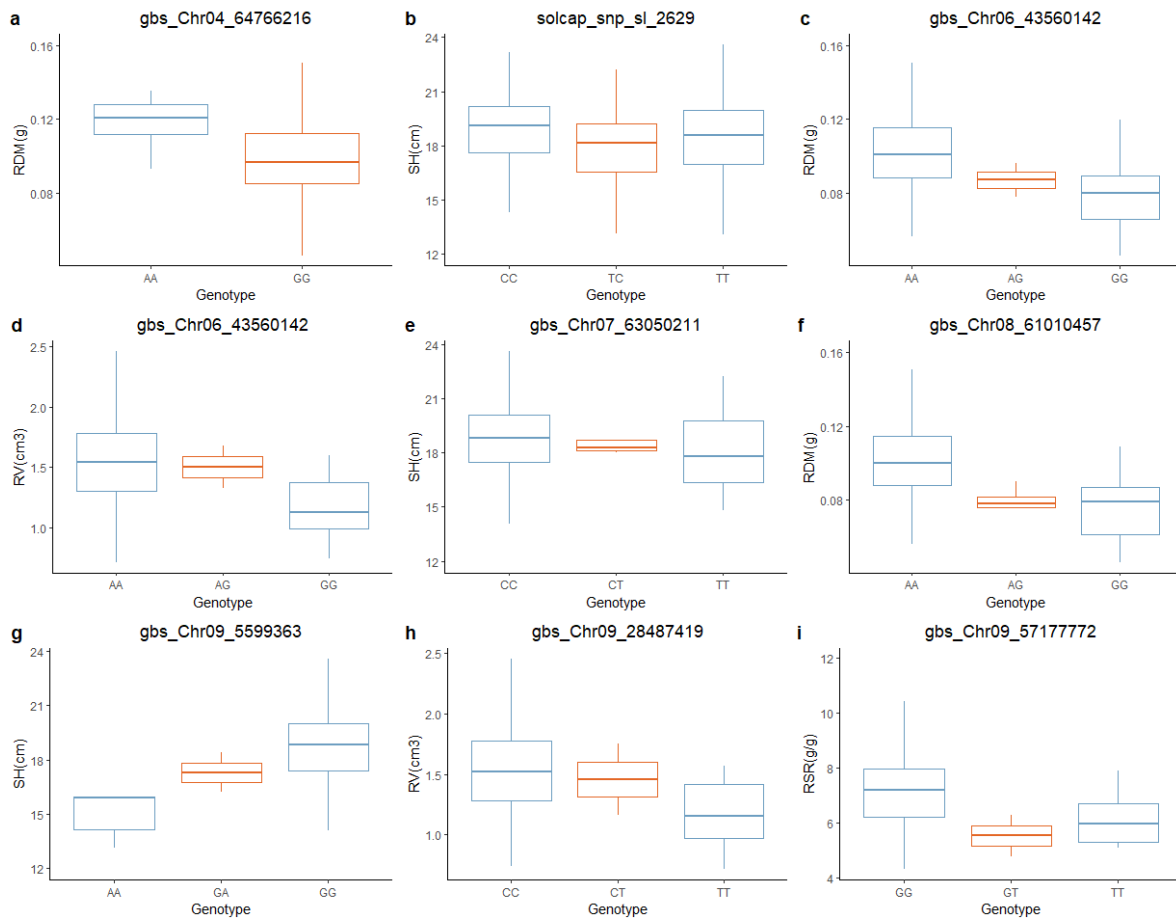 a gbs_Chr04_64766216
0.16
0.12
0.08
RDM(g)
AA GG
Genotype
b solcap_snp_sl_2629
24
21
18
15
12
SH(cm)
CC TC TT
Genotype
c gbs_Chr06_43560142
0.16
0.12
0.08
RDM(g)
AA AG GG
Genotype
d gbs_Chr06_43560142
2.5
2.0
1.5
1.0
RV(cm3)
AA AG GG
Genotype
e gbs_Chr07_63050211
24
21
18
15
12
SH(cm)
CC CT TT
Genotype
f gbs_Chr08_61010457
0.16
0.12
0.08
RDM(g)
AA AG GG
Genotype
g gbs_Chr09_5599363
24
21
18
15
12
SH(cm)
AA GA GG
Genotype
h gbs_Chr09_28487419
2.5
2.0
1.5
1.0
RV(cm3)
CC CT TT
Genotype
i gbs_Chr09_57177772
12
10
8
6
4
RSR(g/g)
GG GT TT
Genotype